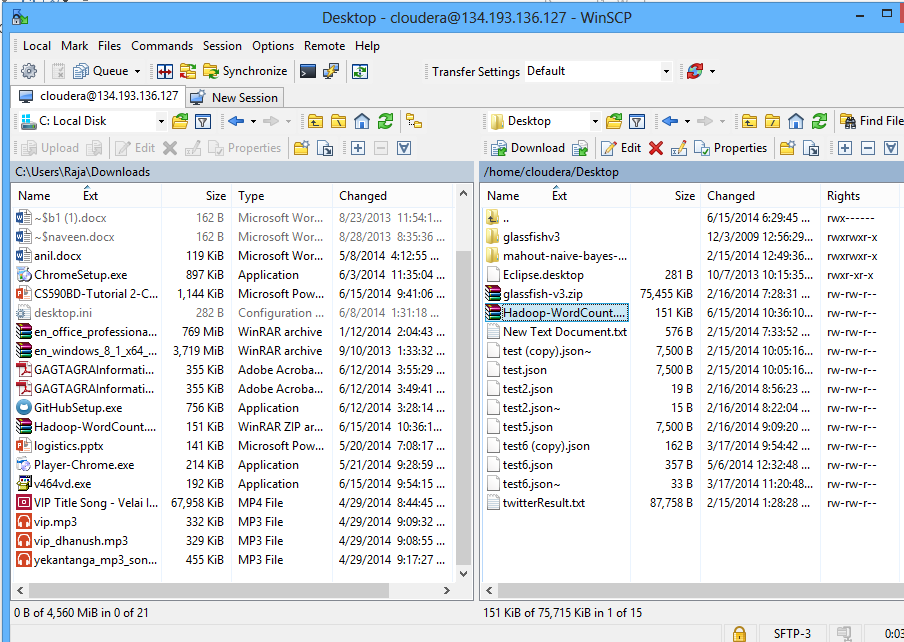 Desktop - cloudera@134.193.136.127 - WinSCP
Local Mark Files Commands Session Options Remote Help
Queue Synchronize Transfer Settings Default
cloudera@134.193.136.127 New Session
C: Local Disk Desktop Find File
Upload Edit Properties Download Edit Properties
C:\Users\Raja\Downloads /home/cloudera/Desktop
Name Ext Size Type Changed Name Ext Size Changed Rights
~$b1 (1).docx 162 B Microsoft Wor... 8/23/2013 11:54:1... .. 6/15/2014 6:29:45 ... rwx------
~$naveen.docx 162 B Microsoft Wor... 8/28/2013 8:35:36 ... glassfishv3 12/3/2009 12:56:29... rwxrwxr-x
anil.docx 119 KiB Microsoft Wor... 5/8/2014 4:12:55 ... mahout-naive-bayes-... 2/15/2014 12:49:36... rwxrwxr-x
ChromeSetup.exe 897 KiB Application 6/3/2014 11:35:04 ... Eclipse.desktop 281 B 10/7/2013 10:15:35... rwxr-xr-x
CS590BD-Tutorial 2-C... 1,144 KiB Microsoft Pow... 6/15/2014 9:41:06 ... glassfish-v3.zip 75,455 KiB 2/16/2014 7:28:31 ... rw-rw-r--
desktop.ini 282 B Configuration ... 6/8/2014 1:31:18 ... Hadoop-WordCount.... 151 KiB 6/15/2014 10:36:10... rw-rw-r--
en_office_professiona... 769 MiB WinRAR archive 1/12/2014 2:04:43 ... New Text Document.txt 576 B 2/15/2014 7:33:52 ... rw-rw-r--
en_windows_8_1_x64_... 3,719 MiB WinRAR archive 9/10/2013 1:33:32 ... test (copy).json~ 7,500 B 2/15/2014 10:05:16... rw-rw-r--
GAGTAGRAInformati... 355 KiB Adobe Acroba... 6/12/2014 3:55:29 ... test.json 7,500 B 2/15/2014 10:05:16... rw-rw-r--
GAGTAGRAInformati... 355 KiB Adobe Acroba... 6/12/2014 3:49:41 ... test2.json 19 B 2/16/2014 8:56:23 ... rw-rw-r--
GitHubSetup.exe 756 KiB Application 6/12/2014 3:28:14 ... test2.json~ 15 B 2/16/2014 8:22:04 ... rw-rw-r--
Hadoop-WordCount.... 151 KiB WinRAR ZIP ar... 6/15/2014 10:36:1... test5.json 7,500 B 2/16/2014 9:09:20 ... rw-rw-r--
logistics.pptx 141 KiB Microsoft Pow... 5/20/2014 7:08:17 ... test6 (copy).json 162 B 3/17/2014 9:54:42 ... rw-rw-r--
Player-Chrome.exe 214 KiB Application 5/21/2014 9:28:59 ... test6.json 357 B 5/6/2014 12:32:48 ... rw-rw-r--
v464vd.exe 192 KiB Application 6/15/2014 9:54:15 ... test6.json~ 33 B 3/17/2014 11:20:48... rw-rw-r--
VIP Title Song - Velai I... 67,958 KiB MP4 File 4/29/2014 8:44:45 ... twitterResult.txt 87,758 B 2/15/2014 1:28:28 ... rw-rw-r--
vip.mp3 332 KiB MP3 File 4/29/2014 9:09:32 ...
vip_dhanush.mp3 329 KiB MP3 File 4/29/2014 9:08:55 ...
yekantanga_mp3_son... 455 KiB MP3 File 4/29/2014 9:17:27 ...
0 B of 4,560 MiB in 0 of 21 151 KiB of 75,715 KiB in 1 of 15
SFTP-3 0:03